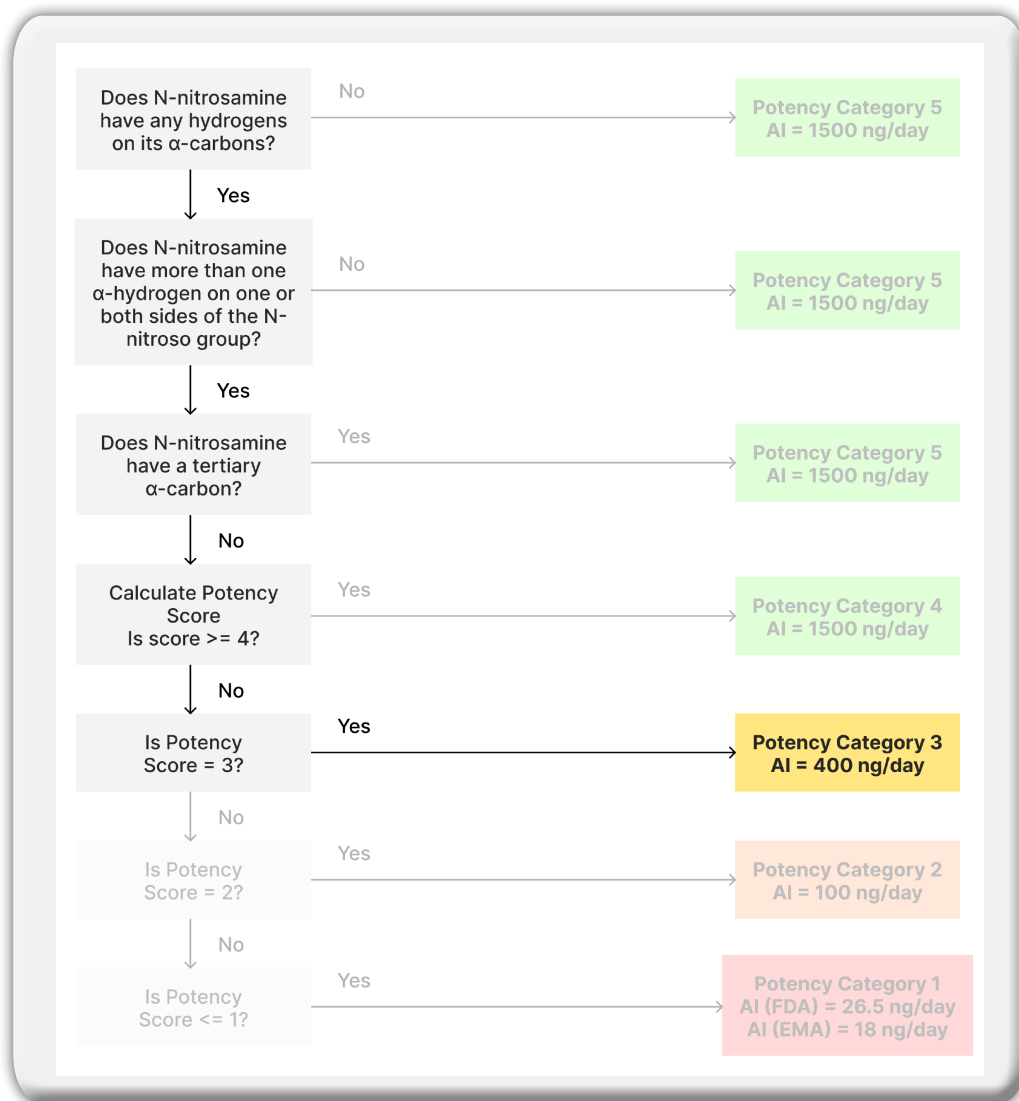 Does N-nitrosamine
have any hydrogens
on its α-carbons?
No
Potency Category 5
AI = 1500 ng/day
Yes
Does N-nitrosamine
have more than one
α-hydrogen on one or
both sides of the N-
nitroso group?
No
Potency Category 5
AI = 1500 ng/day
Yes
Does N-nitrosamine
have a tertiary
α-carbon?
Yes
Potency Category 5
AI = 1500 ng/day
No
Calculate Potency
Score
Is score >= 4?
Yes
Potency Category 4
AI = 1500 ng/day
No
Is Potency
Score = 3?
Yes
Potency Category 3
AI = 400 ng/day
No
Is Potency
Score = 2?
Yes
Potency Category 2
AI = 100 ng/day
No
Is Potency
Score <= 1?
Yes
Potency Category 1
AI (FDA) = 26.5 ng/day
AI (EMA) = 18 ng/day